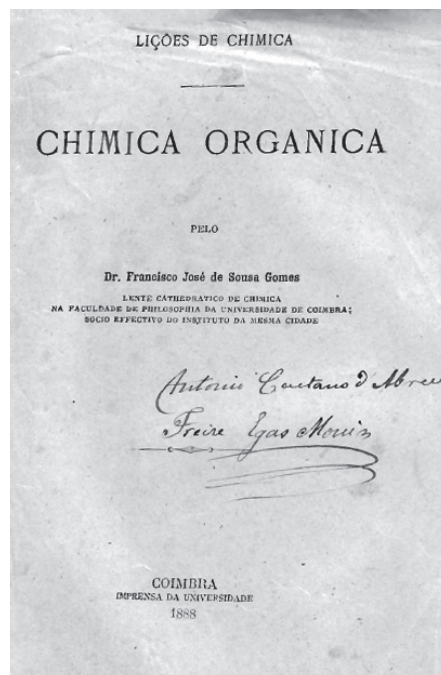 LIÇÕES DE CHIMICA
CHIMICA ORGANICA
PELO
Dr. Francisco José de Sousa Gomes
LENTE CATHEDRATICO DE CHIMICA
NA FACULDADE DE PHILOSOPHIA DA UNIVERSIDADE DE COIMBRA;
SOCIO EFFECTIVO DO INSTITUTO DA MESMA CIDADE
Antonio Caetano d'Abreu
Freire Egas Moniz
COIMBRA
IMPRENSA DA UNIVERSIDADE
1888